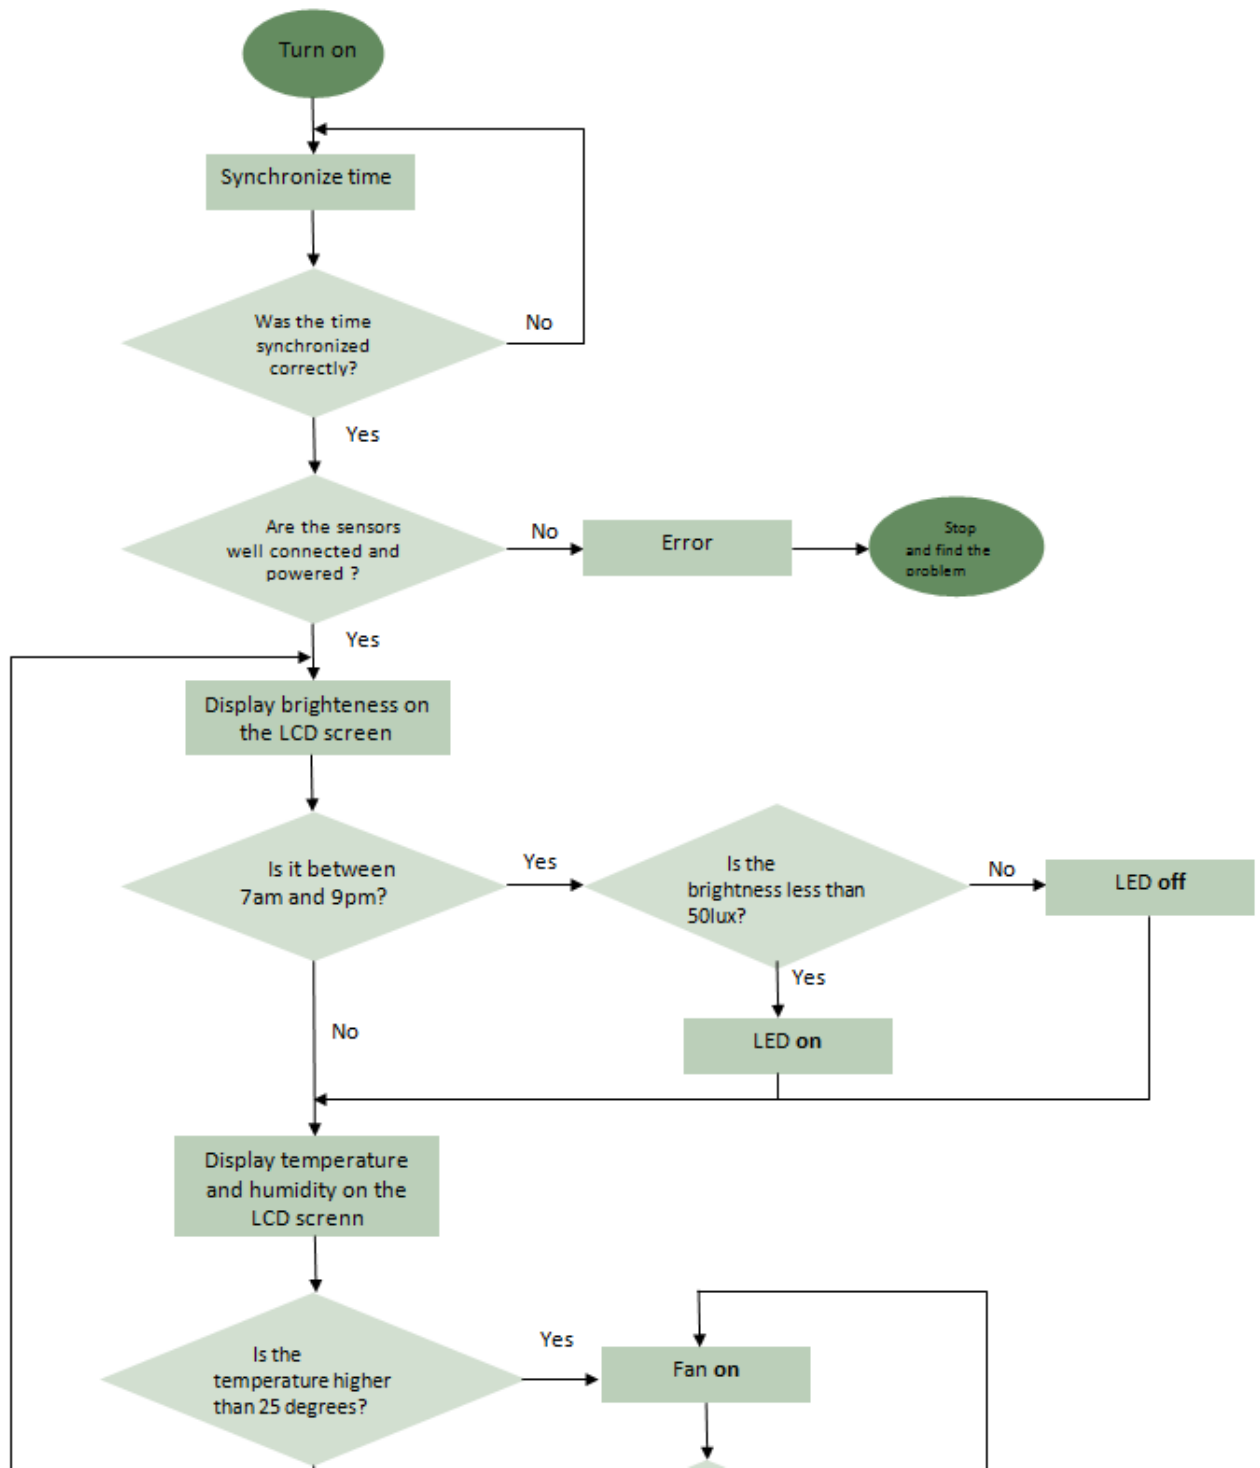 Turn on
Synchronize time
Was the time
synchronized
correctly?
No
Yes
Are the sensors
well connected and
powered ?
No
Error
Stop
and find the
problem
Yes
Display brighteness on
the LCD screen
Is it between
7am and 9pm?
Yes
Is the
brightness less than
50lux?
No
LED off
Yes
LED on
No
Display temperature
and humidity on the
LCD screnn
Is the
temperature higher
than 25 degrees?
Yes
Fan on